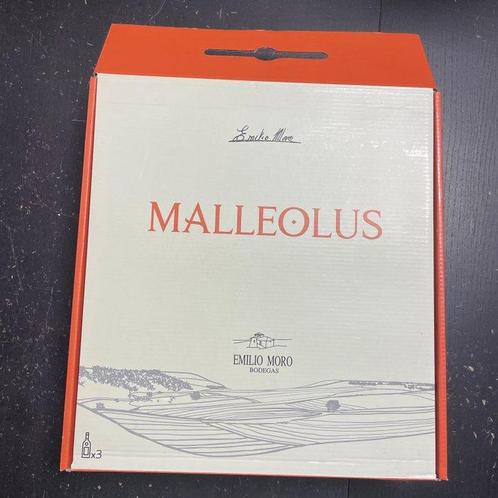 Emilio Moro
MALLEOLUS
EMILIO MORO
BODEGAS
x3